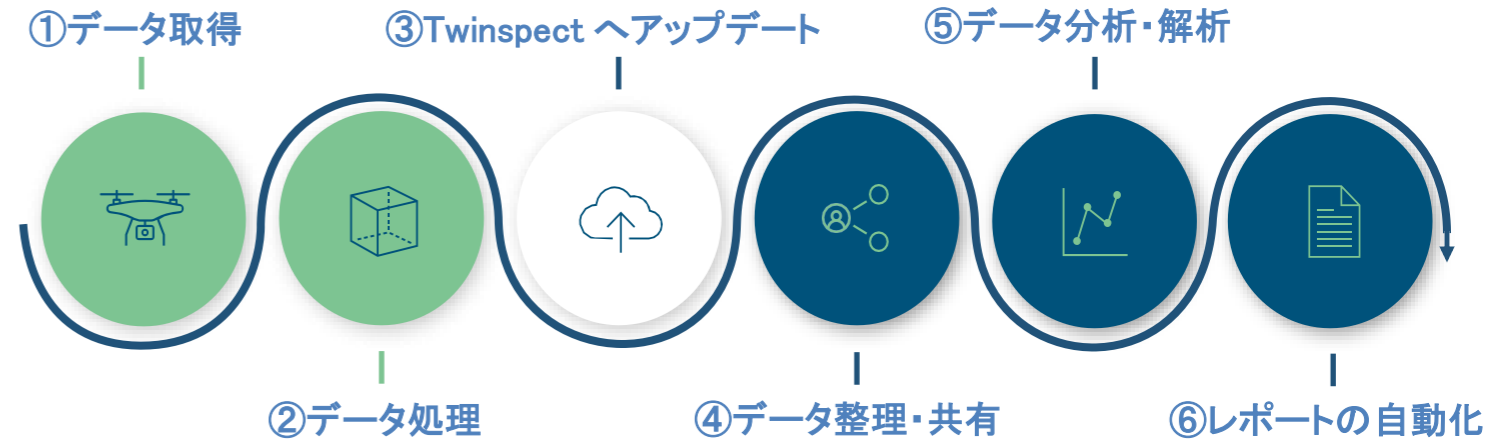 ①データ取得
②データ処理
③Twinspect へアップデート
④データ整理・共有
⑤データ分析・解析
⑥レポートの自動化